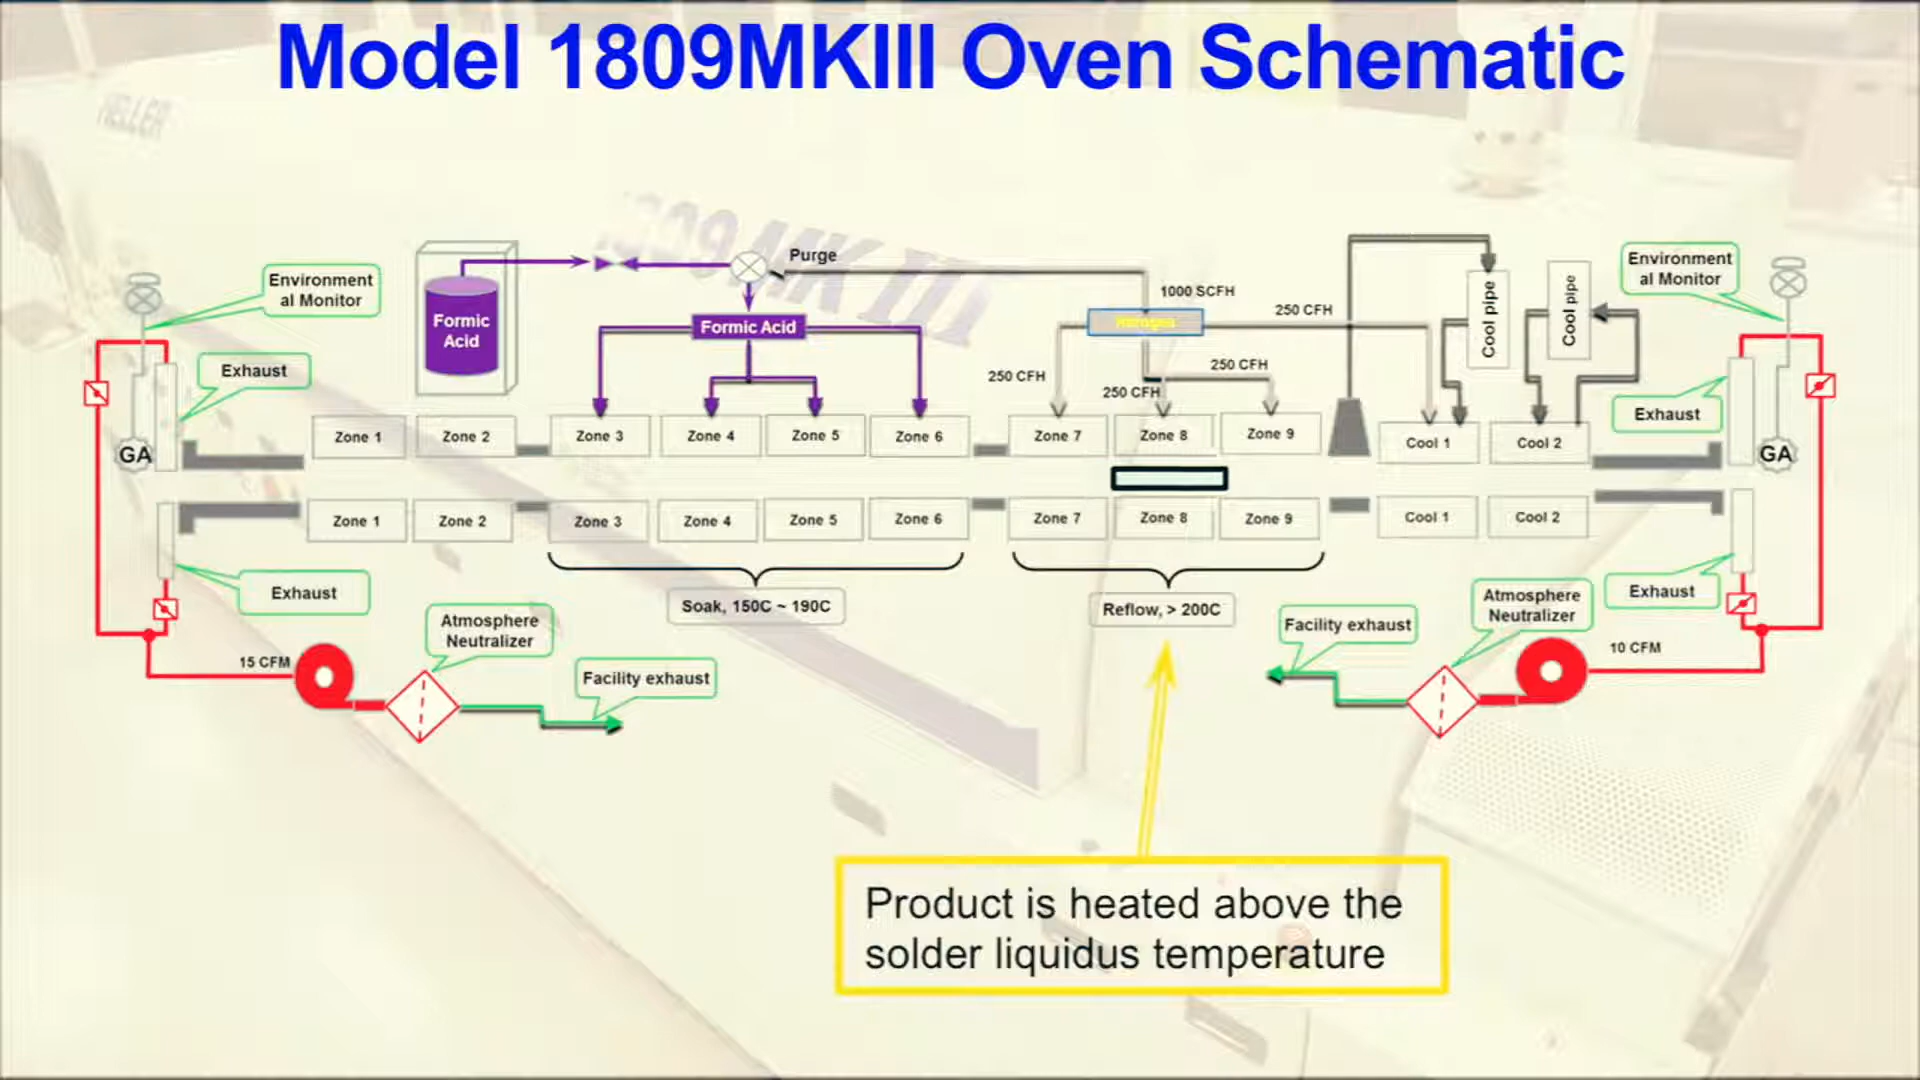 Model 1809MKIII Oven Schematic
HELLER
1809 MK III
Purge
Environment
al Monitor
Environment
al Monitor
1000 SCFH
Formic
Acid
Formic Acid
Nitrogen
250 CFH
Cool pipe
Cool pipe
Exhaust
250 CFH
250 CFH
250 CFH
Exhaust
GA
GA
Zone 1
Zone 2
Zone 3
Zone 4
Zone 5
Zone 6
Zone 7
Zone 8
Zone 9
Cool 1
Cool 2
Zone 1
Zone 2
Zone 3
Zone 4
Zone 5
Zone 6
Zone 7
Zone 8
Zone 9
Cool 1
Cool 2
Exhaust
Soak, 150C ~ 190C
Reflow, > 200C
Exhaust
Atmosphere
Neutralizer
Facility exhaust
Atmosphere
Neutralizer
15 CFM
Facility exhaust
10 CFM
Product is heated above the
solder liquidus temperature